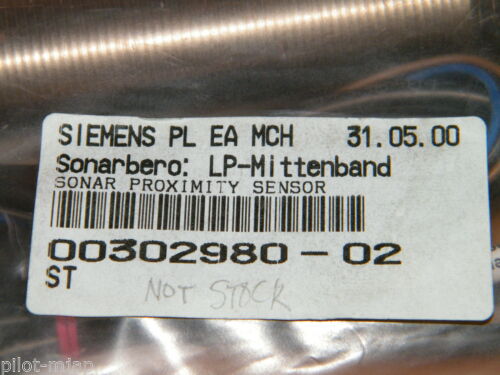 SIEMENS PL EA MCH 31.05.00
Sonarbero: LP-Mittenband
SONAR PROXIMITY SENSOR
00302980-02
ST
NOT STOCK
pilot-mian